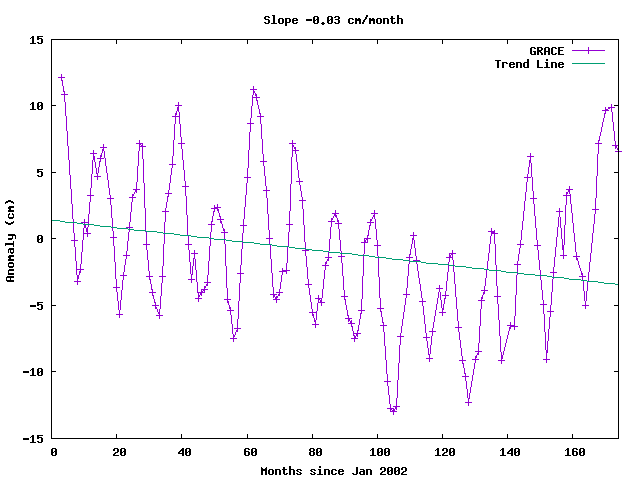 Slope -0.03 cm/month
GRACE
Trend Line
Anomaly (cm)
15
10
5
0
-5
-10
-15
0 20 40 60 80 100 120 140 160
Months since Jan 2002